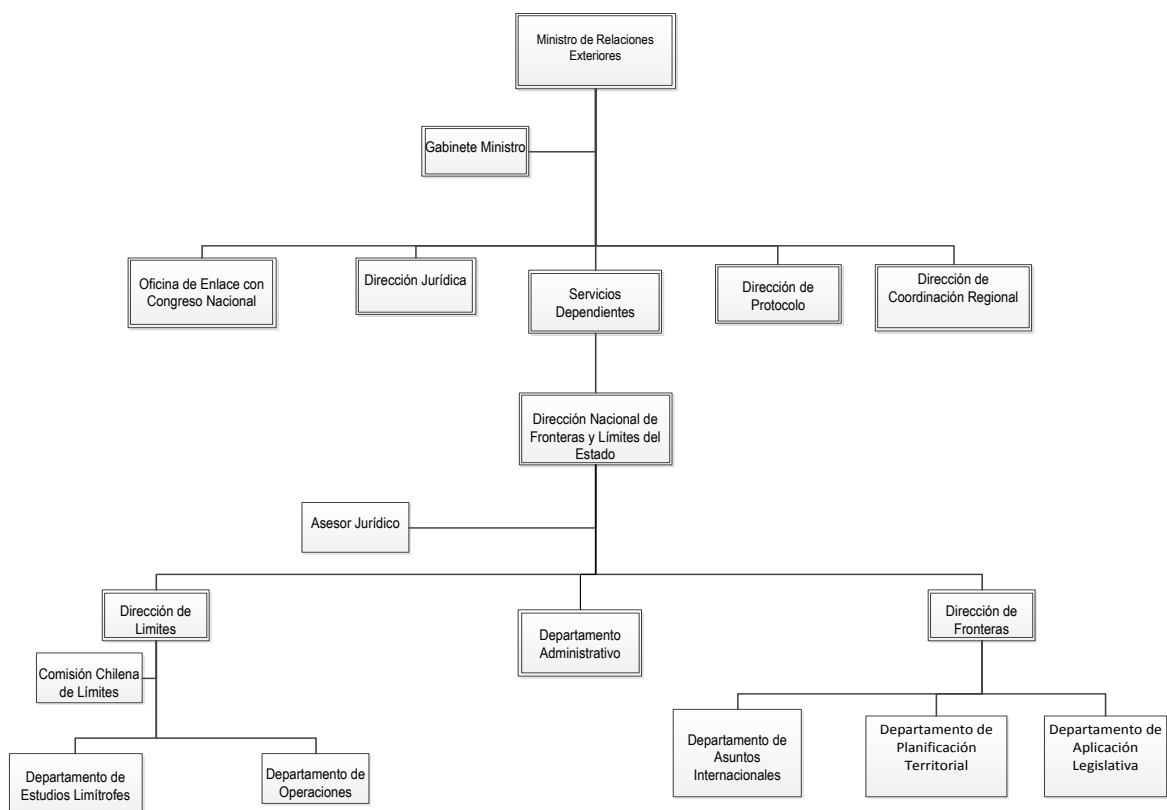 Ministro de Relaciones
Exteriores
Gabinete Ministro
Oficina de Enlace con
Congreso Nacional
Dirección Jurídica
Servicios
Dependientes
Dirección de
Protocolo
Dirección de
Coordinación Regional
Dirección Nacional de
Fronteras y Límites del
Estado
Asesor Jurídico
Dirección de
Limites
Departamento
Administrativo
Dirección de
Fronteras
Comisión Chilena
de Límites
Departamento de
Estudios Limítrofes
Departamento de
Operaciones
Departamento de
Asuntos
Internacionales
Departamento de
Planificación
Territorial
Departamento de
Aplicación
Legislativa